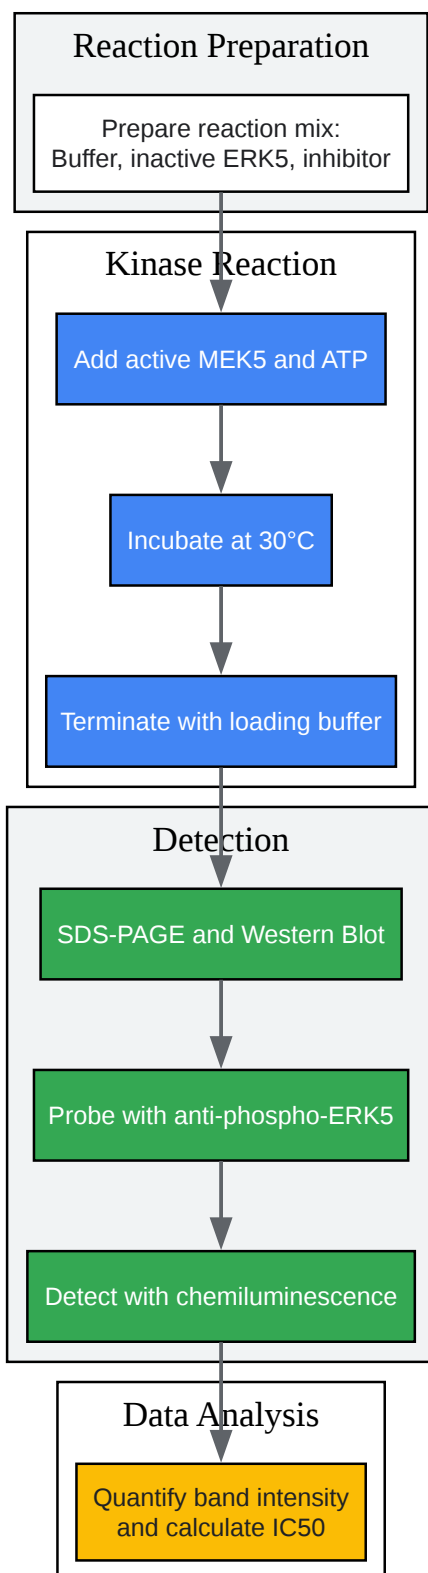 Reaction Preparation
Prepare reaction mix:
Buffer, inactive ERK5, inhibitor
Kinase Reaction
Add active MEK5 and ATP
Incubate at 30°C
Terminate with loading buffer
Detection
SDS-PAGE and Western Blot
Probe with anti-phospho-ERK5
Detect with chemiluminescence
Data Analysis
Quantify band intensity
and calculate IC50